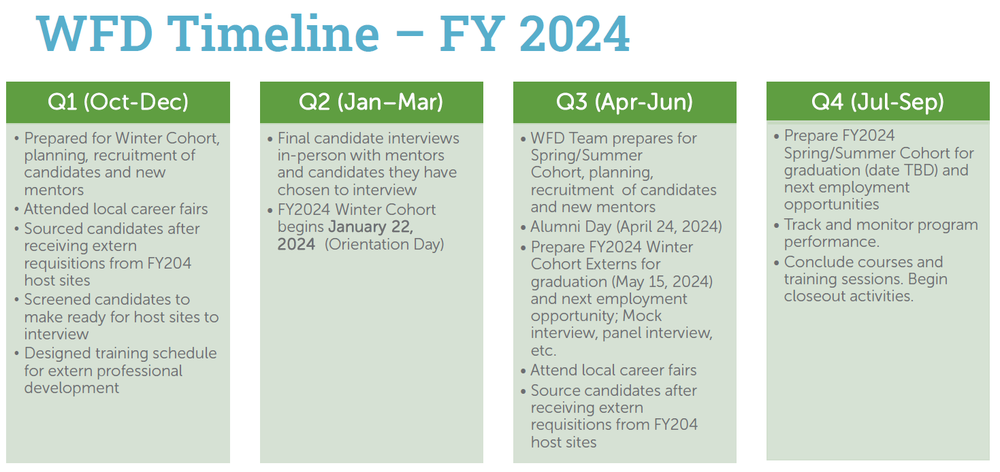 WFD Timeline – FY 2024
Q1 (Oct-Dec)
• Prepared for Winter Cohort,
planning, recruitment of
candidates and new
mentors
• Attended local career fairs
• Sourced candidates after
receiving extern
requisitions from FY204
host sites
• Screened candidates to
make ready for host sites to
interview
• Designed training schedule
for extern professional
development
Q2 (Jan–Mar)
• Final candidate interviews
in-person with mentors
and candidates they have
chosen to interview
• FY2024 Winter Cohort
begins January 22,
2024 (Orientation Day)
Q3 (Apr-Jun)
• WFD Team prepares for
Spring/Summer
Cohort, planning,
recruitment of candidates
and new mentors
• Alumni Day (April 24, 2024)
• Prepare FY2024 Winter
Cohort Externs for
graduation (May 15, 2024)
and next employment
opportunity; Mock
interview, panel interview,
etc.
• Attend local career fairs
• Source candidates after
receiving extern
requisitions from FY204
host sites
Q4 (Jul-Sep)
• Prepare FY2024
Spring/Summer Cohort for
graduation (date TBD) and
next employment
opportunities
• Track and monitor program
performance.
• Conclude courses and
training sessions. Begin
closeout activities.